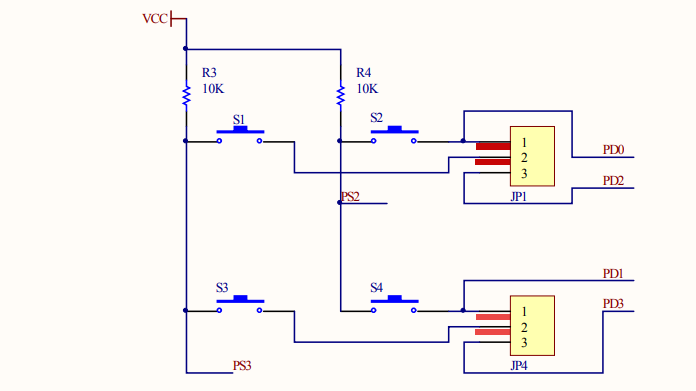 VCC
R3
10K
R4
10K
S1
S2
1
2
3
JP1
PD0
PD2
PS2
S3
S4
1
2
3
JP4
PD1
PD3
PS3